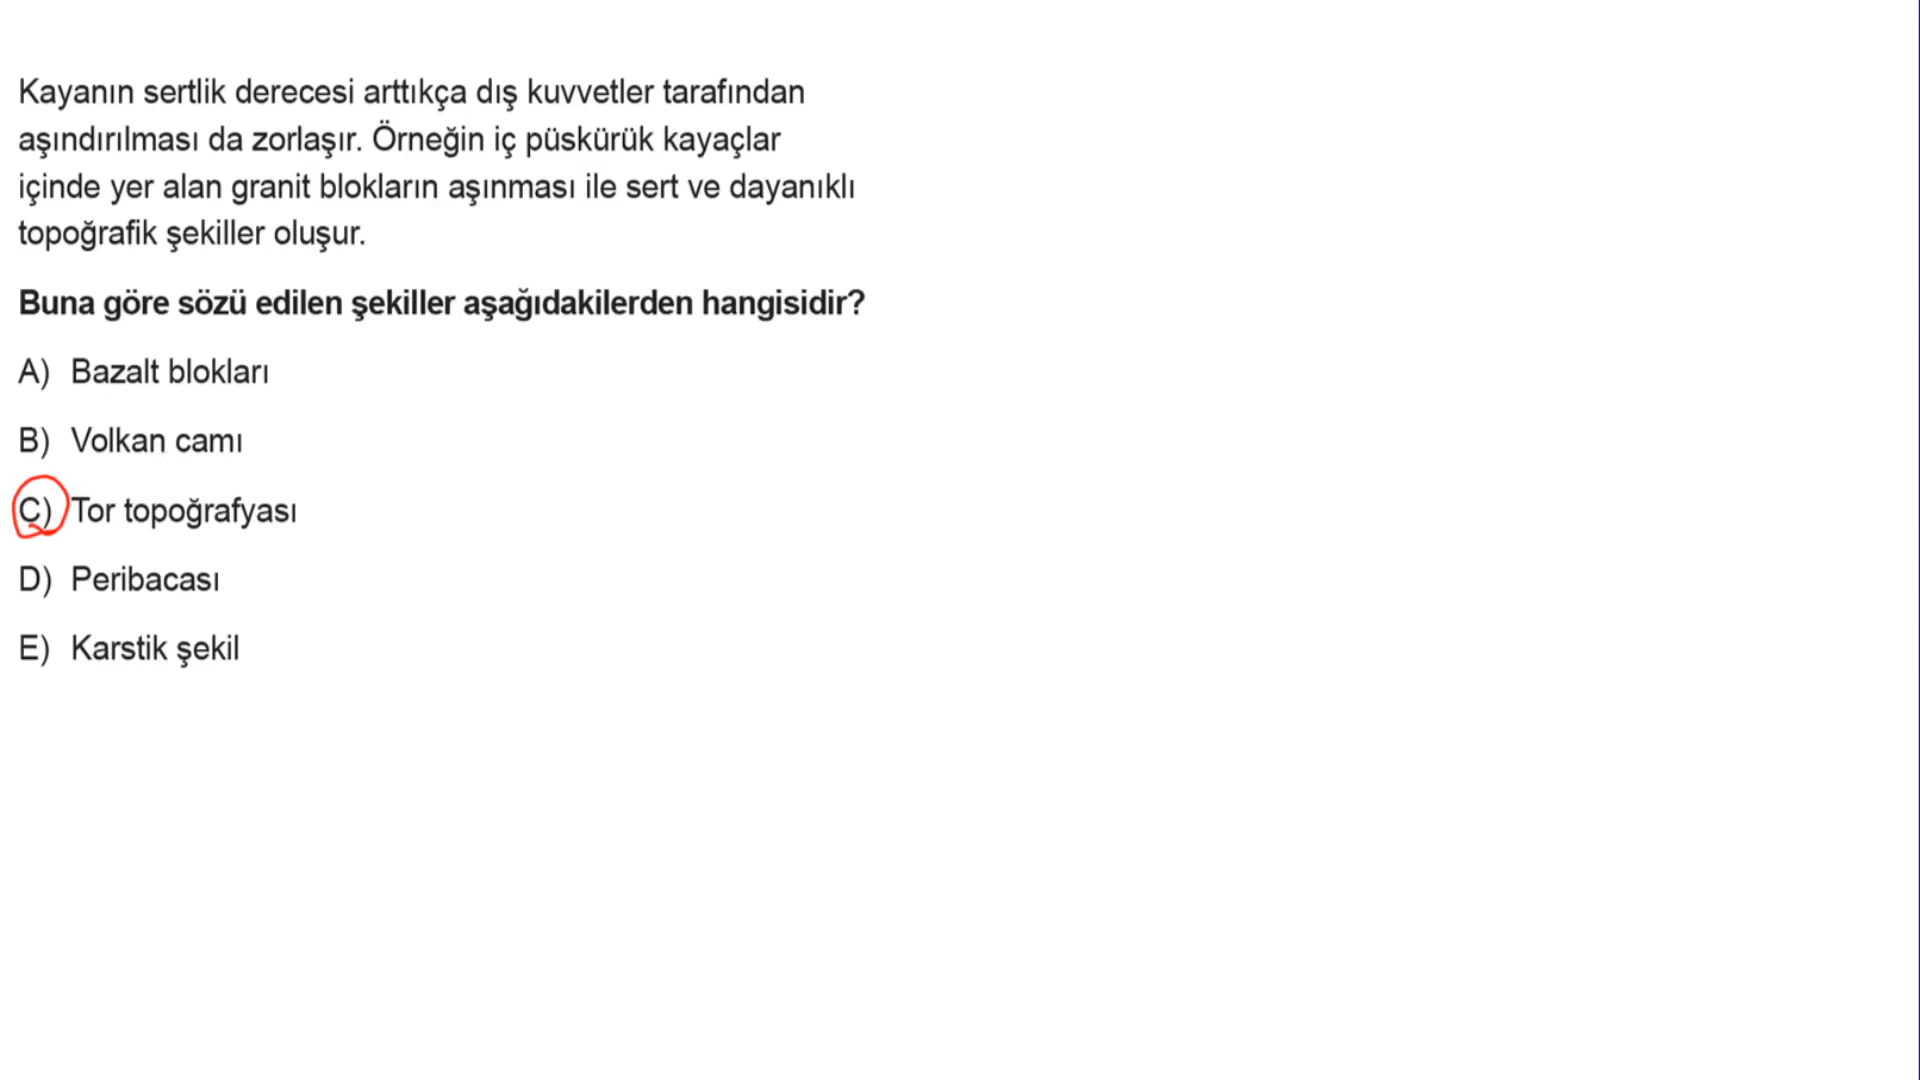 Kayanın sertlik derecesi arttıkça dış kuvvetler tarafından
aşındırılması da zorlaşır. Örneğin iç püskürük kayaçlar
içinde yer alan granit blokların aşınması ile sert ve dayanıklı
topoğrafik şekiller oluşur.
Buna göre sözü edilen şekiller aşağıdakilerden hangisidir?
A) Bazalt blokları
B) Volkan camı
C) Tor topoğrafyası
D) Peribacası
E) Karstik şekil